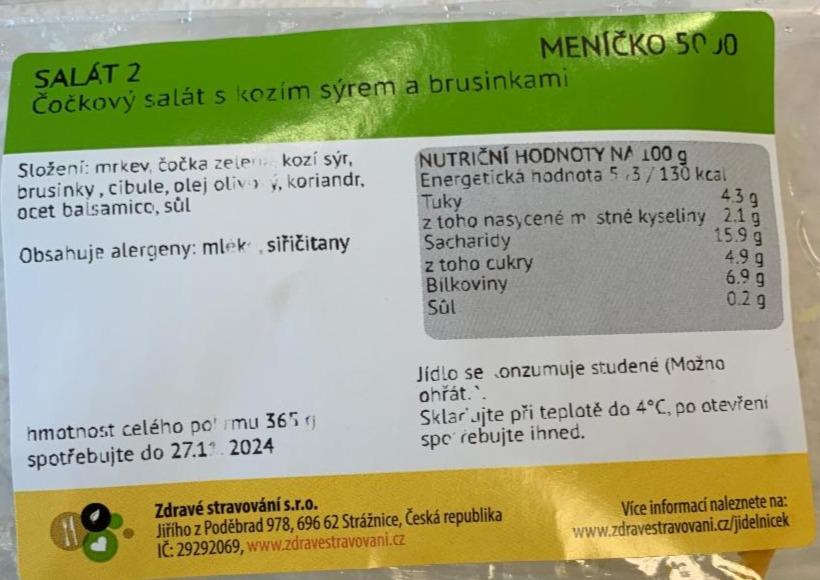 SALÁT 2
MENÍČKO
Čočkový salát s kozím sýrem a brusinkami
Složení: mrkev, čočka kozí sýr,
brusinky, cibule, olej koriandr,
ocet balsamico, sůl
Obsahuje alergeny: siřičitany
NUTRIČNÍ HODNOTY NA 100 g
Energetická hodnota / 130 kcal
Tuky 4.3 g
z toho nasycené kyseliny 2.1 g
Sacharidy 15.9 g
z toho cukry 4.9 g
Bílkoviny 6.9 g
Sůl 0.2 g
Jídlo se studené (Možno
ohřát.
při teplotě do 4°C, po otevření
ihned.
hmotnost celého 365 g
spotřebujte do 2024
Zdravé stravování s.r.o.
Jiřího z Poděbrad 978, 696 62 Strážnice, Česká republika
IČ: 29292069, www.zdravestravovani.cz
Více informací naleznete na:
www.zdravestravovani.cz/jidelnicek